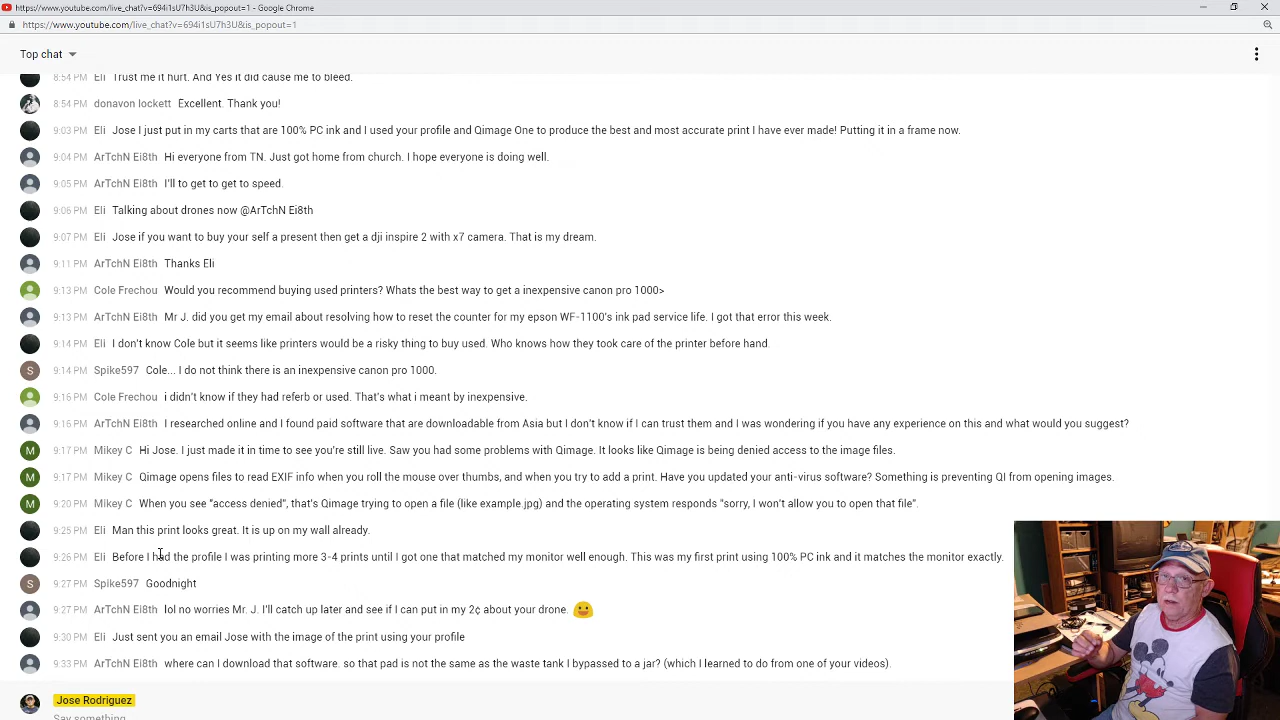 https://www.youtube.com/live_chat?v=694i1sU7h3U&is_popout=1 - Google Chrome
https://www.youtube.com/live_chat?v=694i1sU7h3U&is_popout=1
Top chat
8:54 PM Eli Trust me it hurt. And Yes it did cause me to bleed.
8:54 PM donavon lockett Excellent. Thank you!
9:03 PM Eli Jose I just put in my carts that are 100% PC ink and I used your profile and Qimage One to produce the best and most accurate print I have ever made! Putting it in a frame now.
9:04 PM ArTchN Ei8th Hi everyone from TN. Just got home from church. I hope everyone is doing well.
9:05 PM ArTchN Ei8th I'll to get to get to speed.
9:06 PM Eli Talking about drones now @ArTchN Ei8th
9:07 PM Eli Jose if you want to buy your self a present then get a dji inspire 2 with x7 camera. That is my dream.
9:11 PM ArTchN Ei8th Thanks Eli
9:13 PM Cole Frechou Would you recommend buying used printers? Whats the best way to get a inexpensive canon pro 1000>
9:13 PM ArTchN Ei8th Mr J. did you get my email about resolving how to reset the counter for my epson WF-1100's ink pad service life. I got that error this week.
9:14 PM Eli I don't know Cole but it seems like printers would be a risky thing to buy used. Who knows how they took care of the printer before hand.
S 9:14 PM Spike597 Cole... I do not think there is an inexpensive canon pro 1000.
9:16 PM Cole Frechou i didn't know if they had referb or used. That's what i meant by inexpensive.
9:16 PM ArTchN Ei8th I researched online and I found paid software that are downloadable from Asia but I don't know if I can trust them and I was wondering if you have any experience on this and what would you suggest?
M 9:17 PM Mikey C Hi Jose. I just made it in time to see you're still live. Saw you had some problems with Qimage. It looks like Qimage is being denied access to the image files.
M 9:17 PM Mikey C Qimage opens files to read EXIF info when you roll the mouse over thumbs, and when you try to add a print. Have you updated your anti-virus software? Something is preventing QI from opening images.
M 9:20 PM Mikey C When you see "access denied", that's Qimage trying to open a file (like example.jpg) and the operating system responds "sorry, I won't allow you to open that file".
9:25 PM Eli Man this print looks great. It is up on my wall already.
9:26 PM Eli Before I had the profile I was printing more 3-4 prints until I got one that matched my monitor well enough. This was my first print using 100% PC ink and it matches the monitor exactly.
S 9:27 PM Spike597 Goodnight
9:27 PM ArTchN Ei8th lol no worries Mr. J. I'll catch up later and see if I can put in my 2¢ about your drone.
9:30 PM Eli Just sent you an email Jose with the image of the print using your profile
9:33 PM ArTchN Ei8th where can I download that software. so that pad is not the same as the waste tank I bypassed to a jar? (which I learned to do from one of your videos).
Jose Rodriguez
Say something